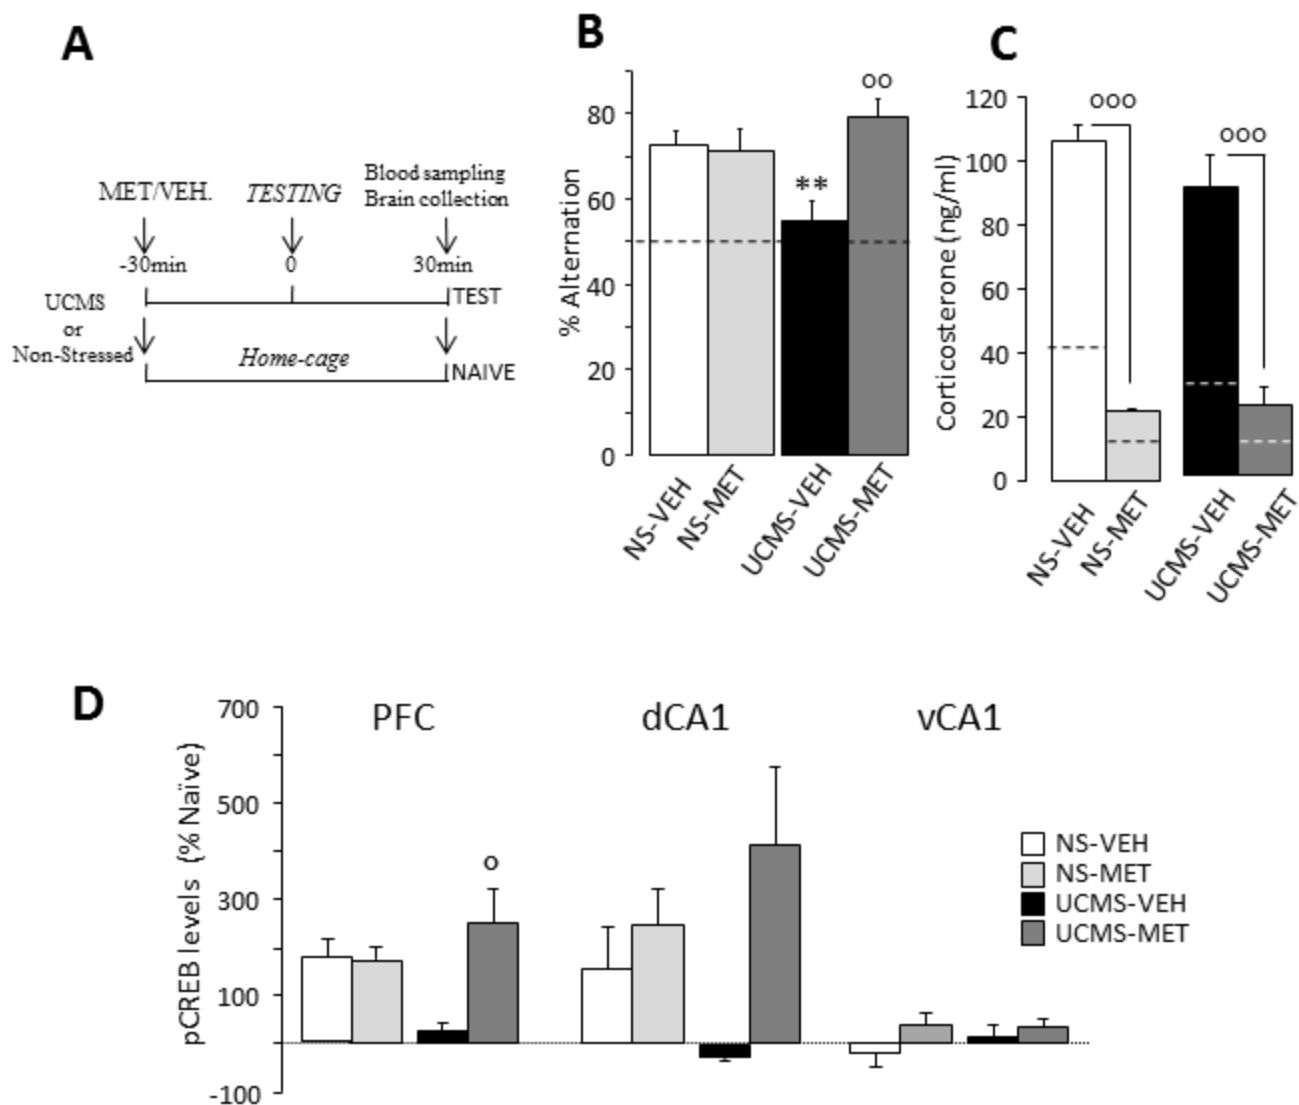 A
MET/VEH.
TESTING
Blood sampling
Brain collection
-30min
0
30min
TEST
UCMS
or
Non-Stressed
Home-cage
NAIVE
B
% Alternation
80
60
40
20
0
**
oo
NS-VEH
NS-MET
UCMS-VEH
UCMS-MET
C
Corticosterone (ng/ml)
120
100
80
60
40
20
0
ooo
ooo
NS-VEH
NS-MET
UCMS-VEH
UCMS-MET
D
pCREB levels (% Naïve)
700
500
300
100
-100
PFC
dCA1
vCA1
o
NS-VEH
NS-MET
UCMS-VEH
UCMS-MET